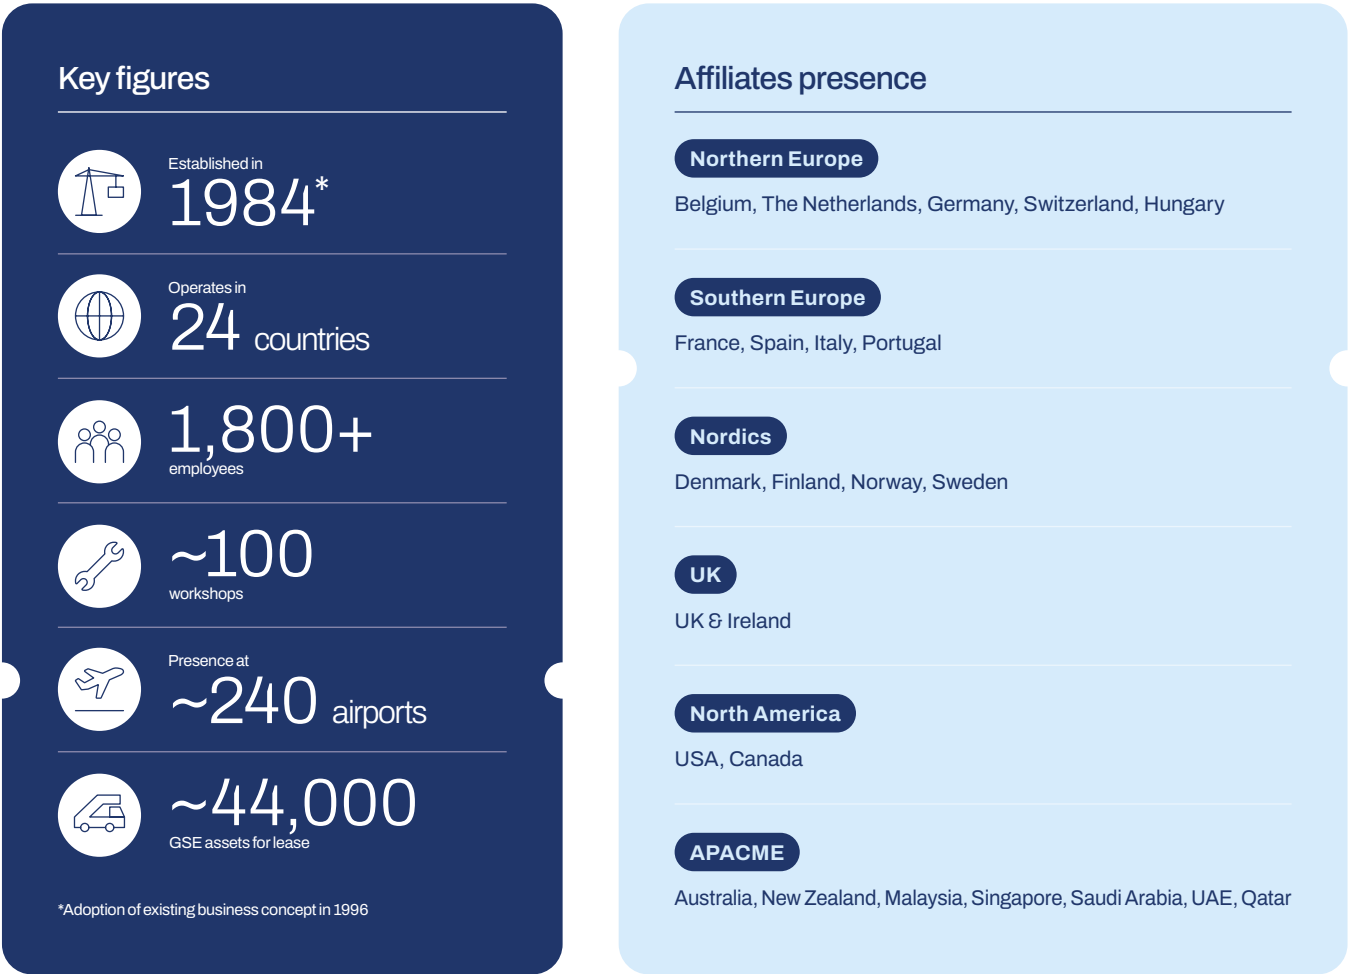 Key figures
Established in
1984*
Operates in
24 countries
1,800+
employees
~100
workshops
Presence at
~240 airports
~44,000
GSE assets for lease
*Adoption of existing business concept in 1996
Affiliates presence
Northern Europe
Belgium, The Netherlands, Germany, Switzerland, Hungary
Southern Europe
France, Spain, Italy, Portugal
Nordics
Denmark, Finland, Norway, Sweden
UK
UK & Ireland
North America
USA, Canada
APACME
Australia, New Zealand, Malaysia, Singapore, Saudi Arabia, UAE, Qatar